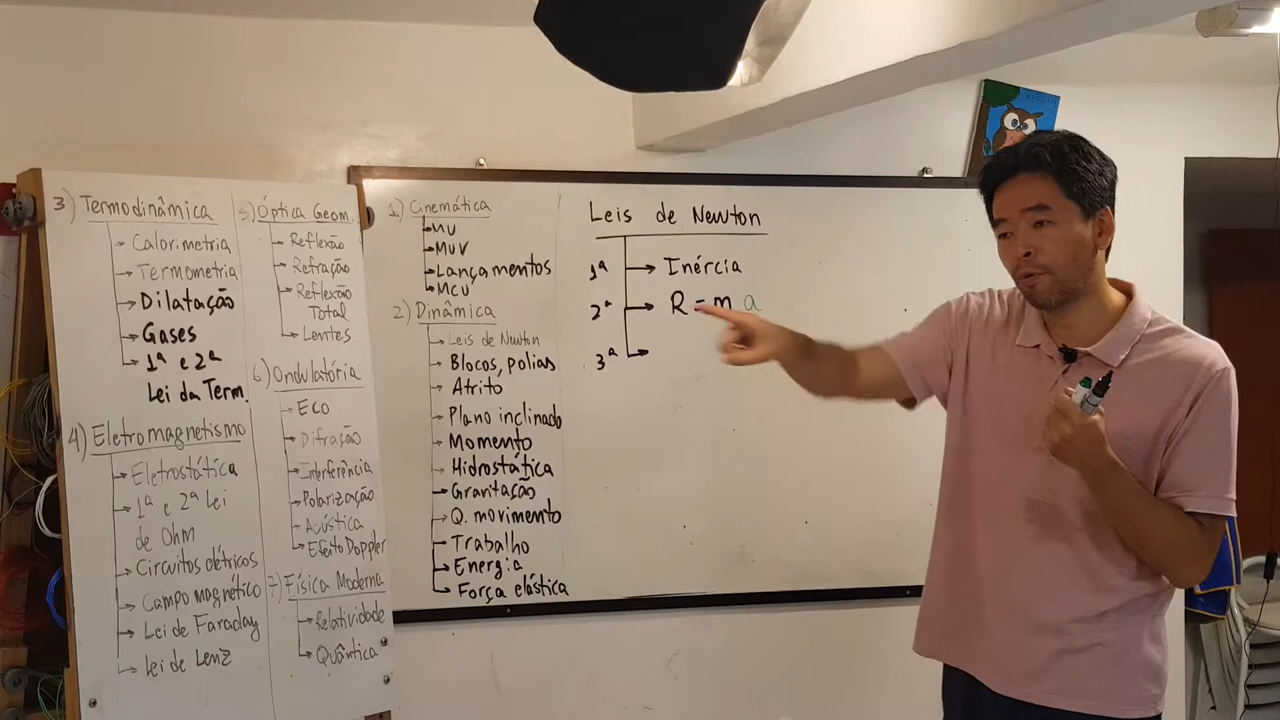 3) Termodinâmica
Calorimetria
Termometria
Dilatação
Gases
1ª e 2ª
Lei da Term.
4) Eletromagnetismo
Eletrostática
1ª e 2ª Lei
de Ohm
Circuitos elétricos
Campo magnético
Lei de Faraday
Lei de Lenz
5) Óptica Geom.
Reflexão
Refração
Reflexão
Total
Lentes
6) Ondulatória
Eco
Difração
Interferência
Polarização
Acústica
Efeito Doppler
7) Física Moderna
Relatividade
Quântica
1) Cinemática
MU
MUV
Lançamentos
MCU
2) Dinâmica
Leis de Newton
Blocos, polias
Atrito
Plano inclinado
Momento
Hidrostática
Gravitação
Q. movimento
Trabalho
Energia
Força elástica
Leis de Newton
1ª Inércia
2ª R = m a
3ª